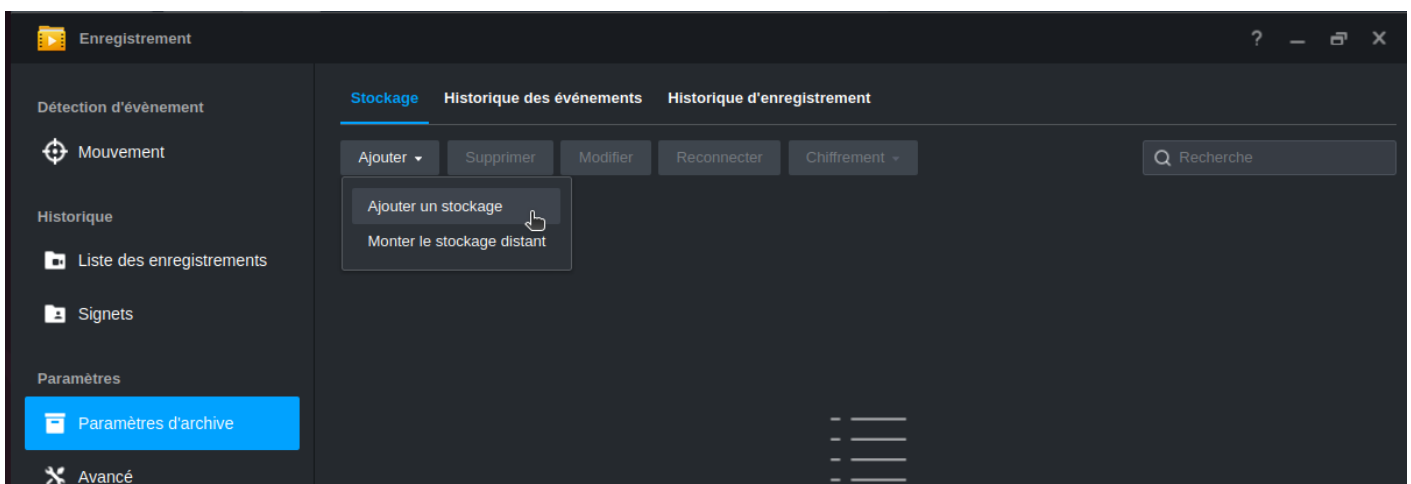 Enregistrement
Détection d'évènement
Mouvement
Historique
Liste des enregistrements
Signets
Paramètres
Paramètres d'archive
Avancé
Stockage Historique des événements Historique d'enregistrement
Ajouter Supprimer Modifier Reconnecter Chiffrement Recherche
Ajouter un stockage
Monter le stockage distant